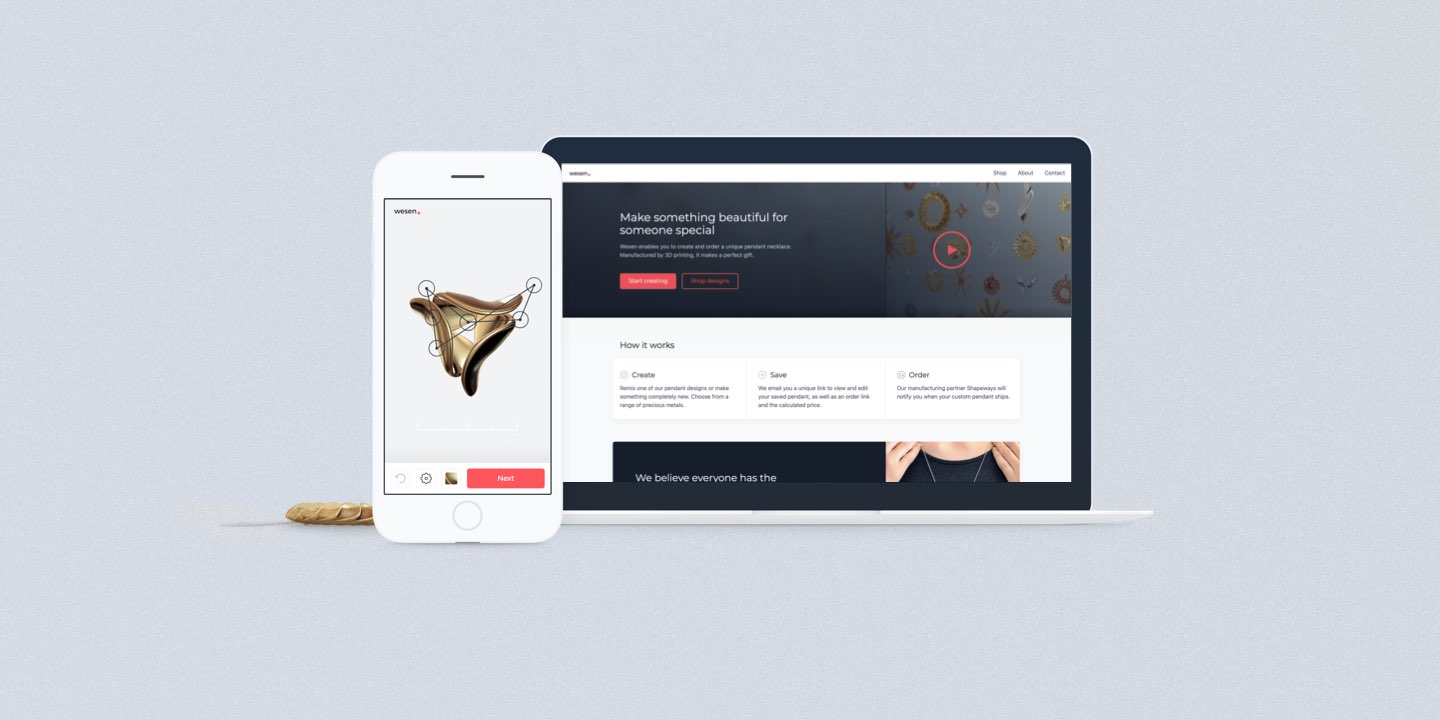 wesen.
Next
wesen.
Shop About Contact
Make something beautiful for
someone special
Wesen enables you to create and order a unique pendant necklace.
Manufactured by 3D printing, it makes a perfect gift.
Start creating
Shop designs
How it works
Create
Remix one of our pendant designs or make
something completely new. Choose from a
range of precious metals.
Save
We email you a unique link to view and edit
your saved pendant, as well as an order link
and the calculated price.
Order
Our manufacturing partner Shapeways will
notify you when your custom pendant ships.
We believe everyone has the